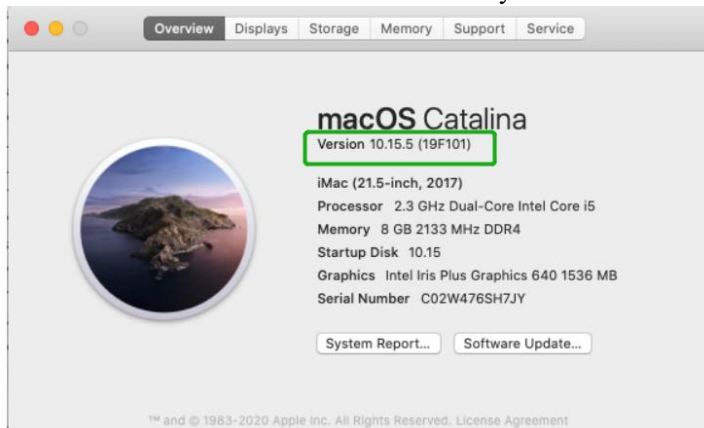 Overview Displays Storage Memory Support Service
macOS Catalina
Version 10.15.5 (19F101)
iMac (21.5-inch, 2017)
Processor 2.3 GHz Dual-Core Intel Core i5
Memory 8 GB 2133 MHz DDR4
Startup Disk 10.15
Graphics Intel Iris Plus Graphics 640 1536 MB
Serial Number C02W476SH7JY
System Report... Software Update...
™ and © 1983-2020 Apple Inc. All Rights Reserved. License Agreement